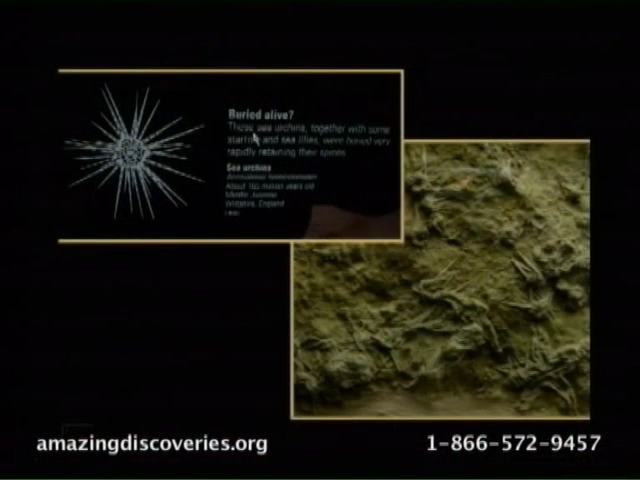 Buried alive?
These sea urchins, together with some
starfish and sea lilies, were buried very
rapidly retaining their spines
Sea urchins
About 165 million years old
Middle Jurassic
Wiltshire, England
amazingdiscoveries.org
1-866-572-9457